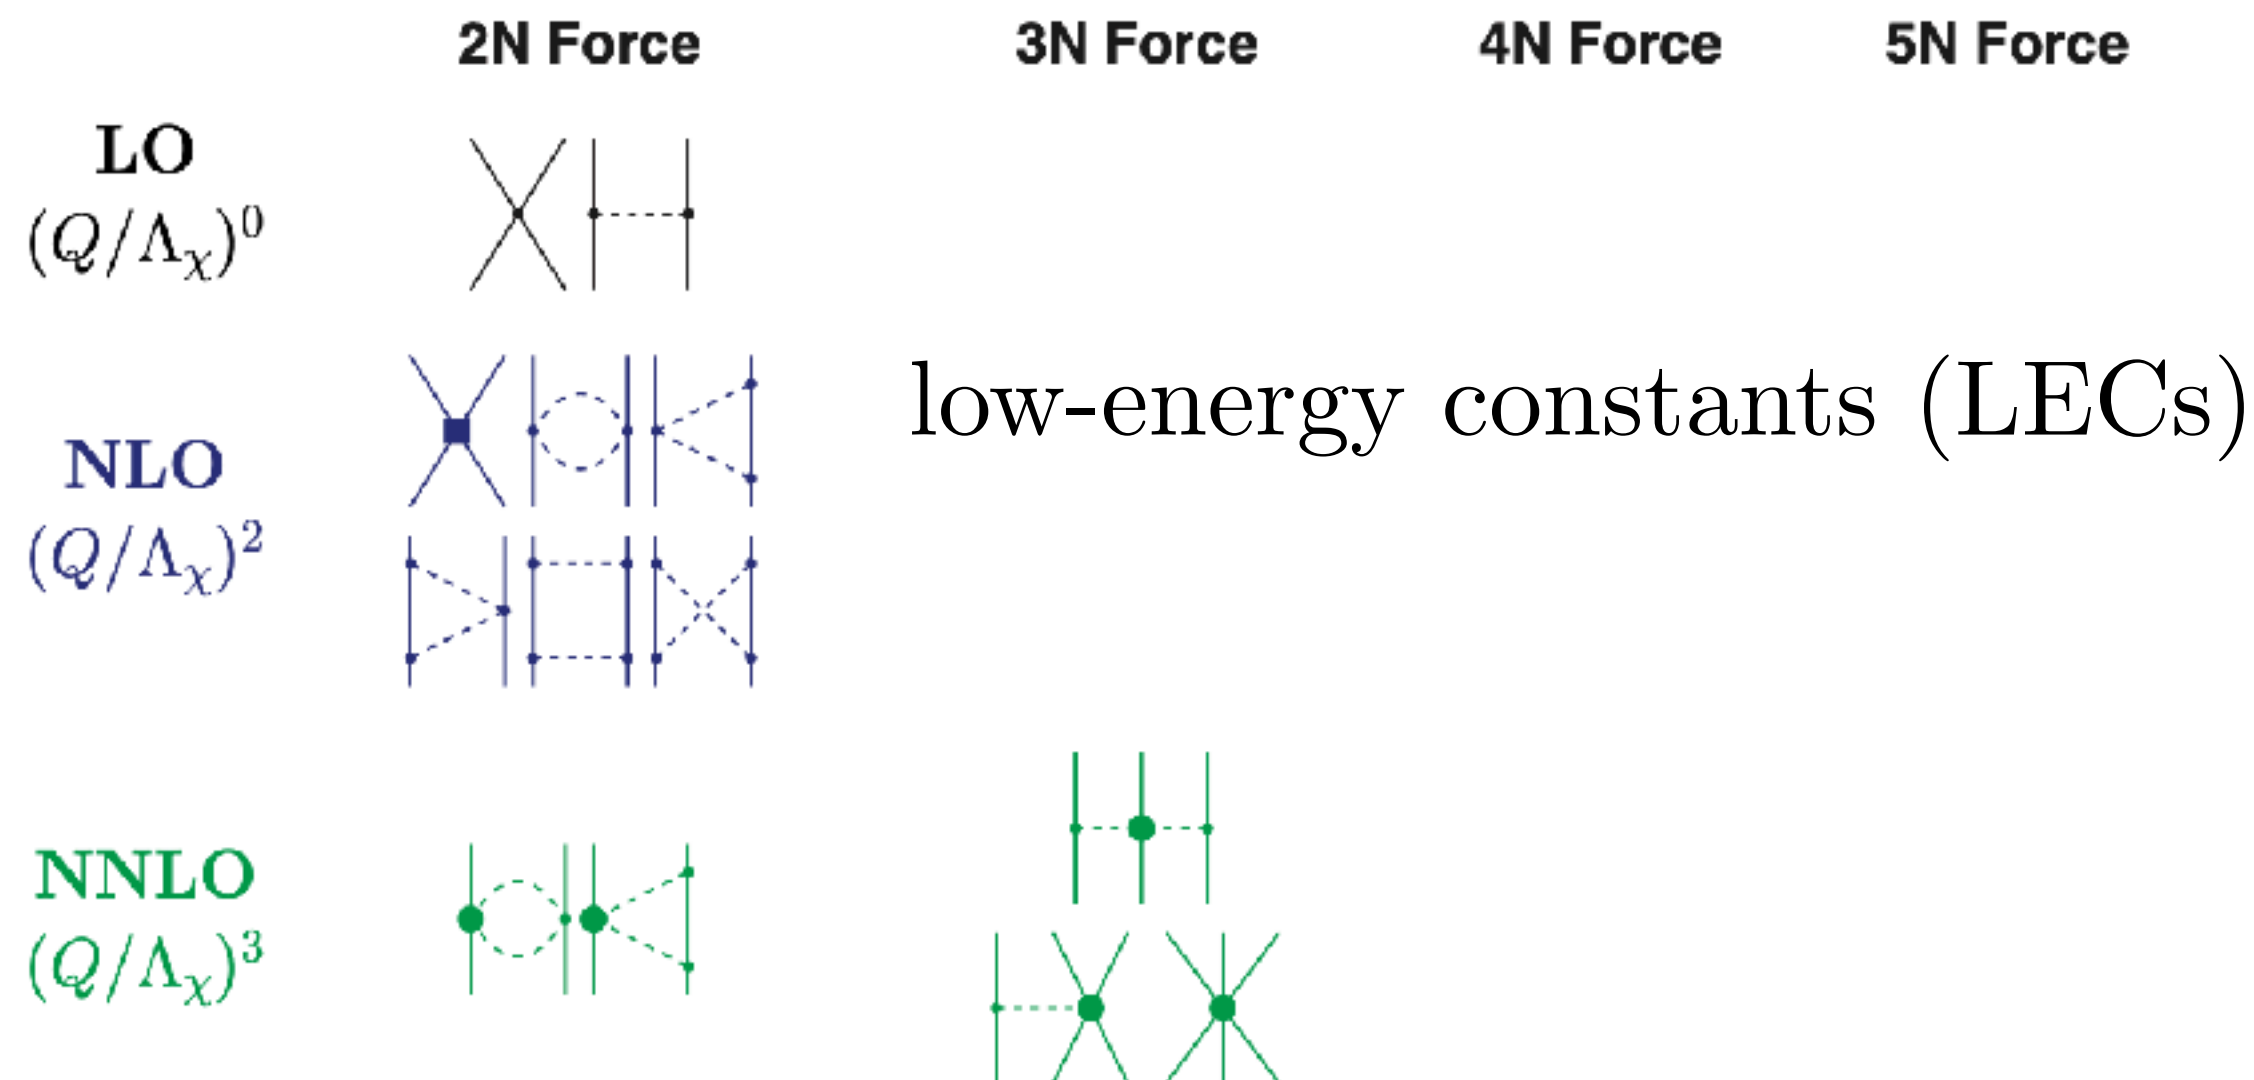 2N Force 3N Force 4N Force 5N Force
LO
(Q/Λχ)⁰
low-energy constants (LECs)
NLO
(Q/Λχ)²
NNLO
(Q/Λχ)³